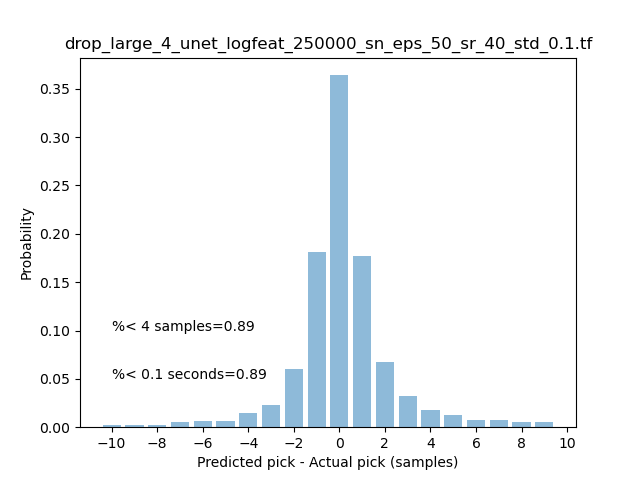 drop_large_4_unet_logfeat_250000_sn_eps_50_sr_40_std_0.1.tf
0.35
0.30
0.25
0.20
0.15
0.10
0.05
0.00
Probability
%< 4 samples=0.89
%< 0.1 seconds=0.89
−10 −8 −6 −4 −2 0 2 4 6 8 10
Predicted pick - Actual pick (samples)